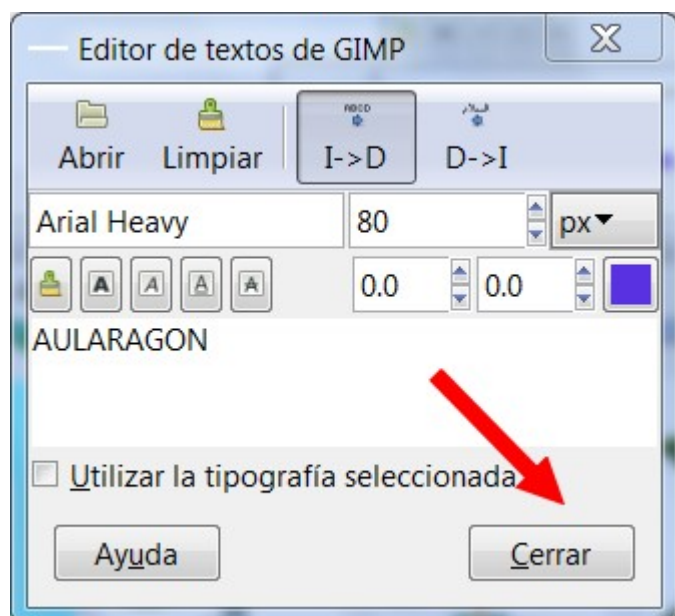 Editor de textos de GIMP
Abrir Limpiar I->D D->I
Arial Heavy 80 px
A A A A 0.0 0.0
AULARAGON
Utilizar la tipografía seleccionada
Ayuda Cerrar